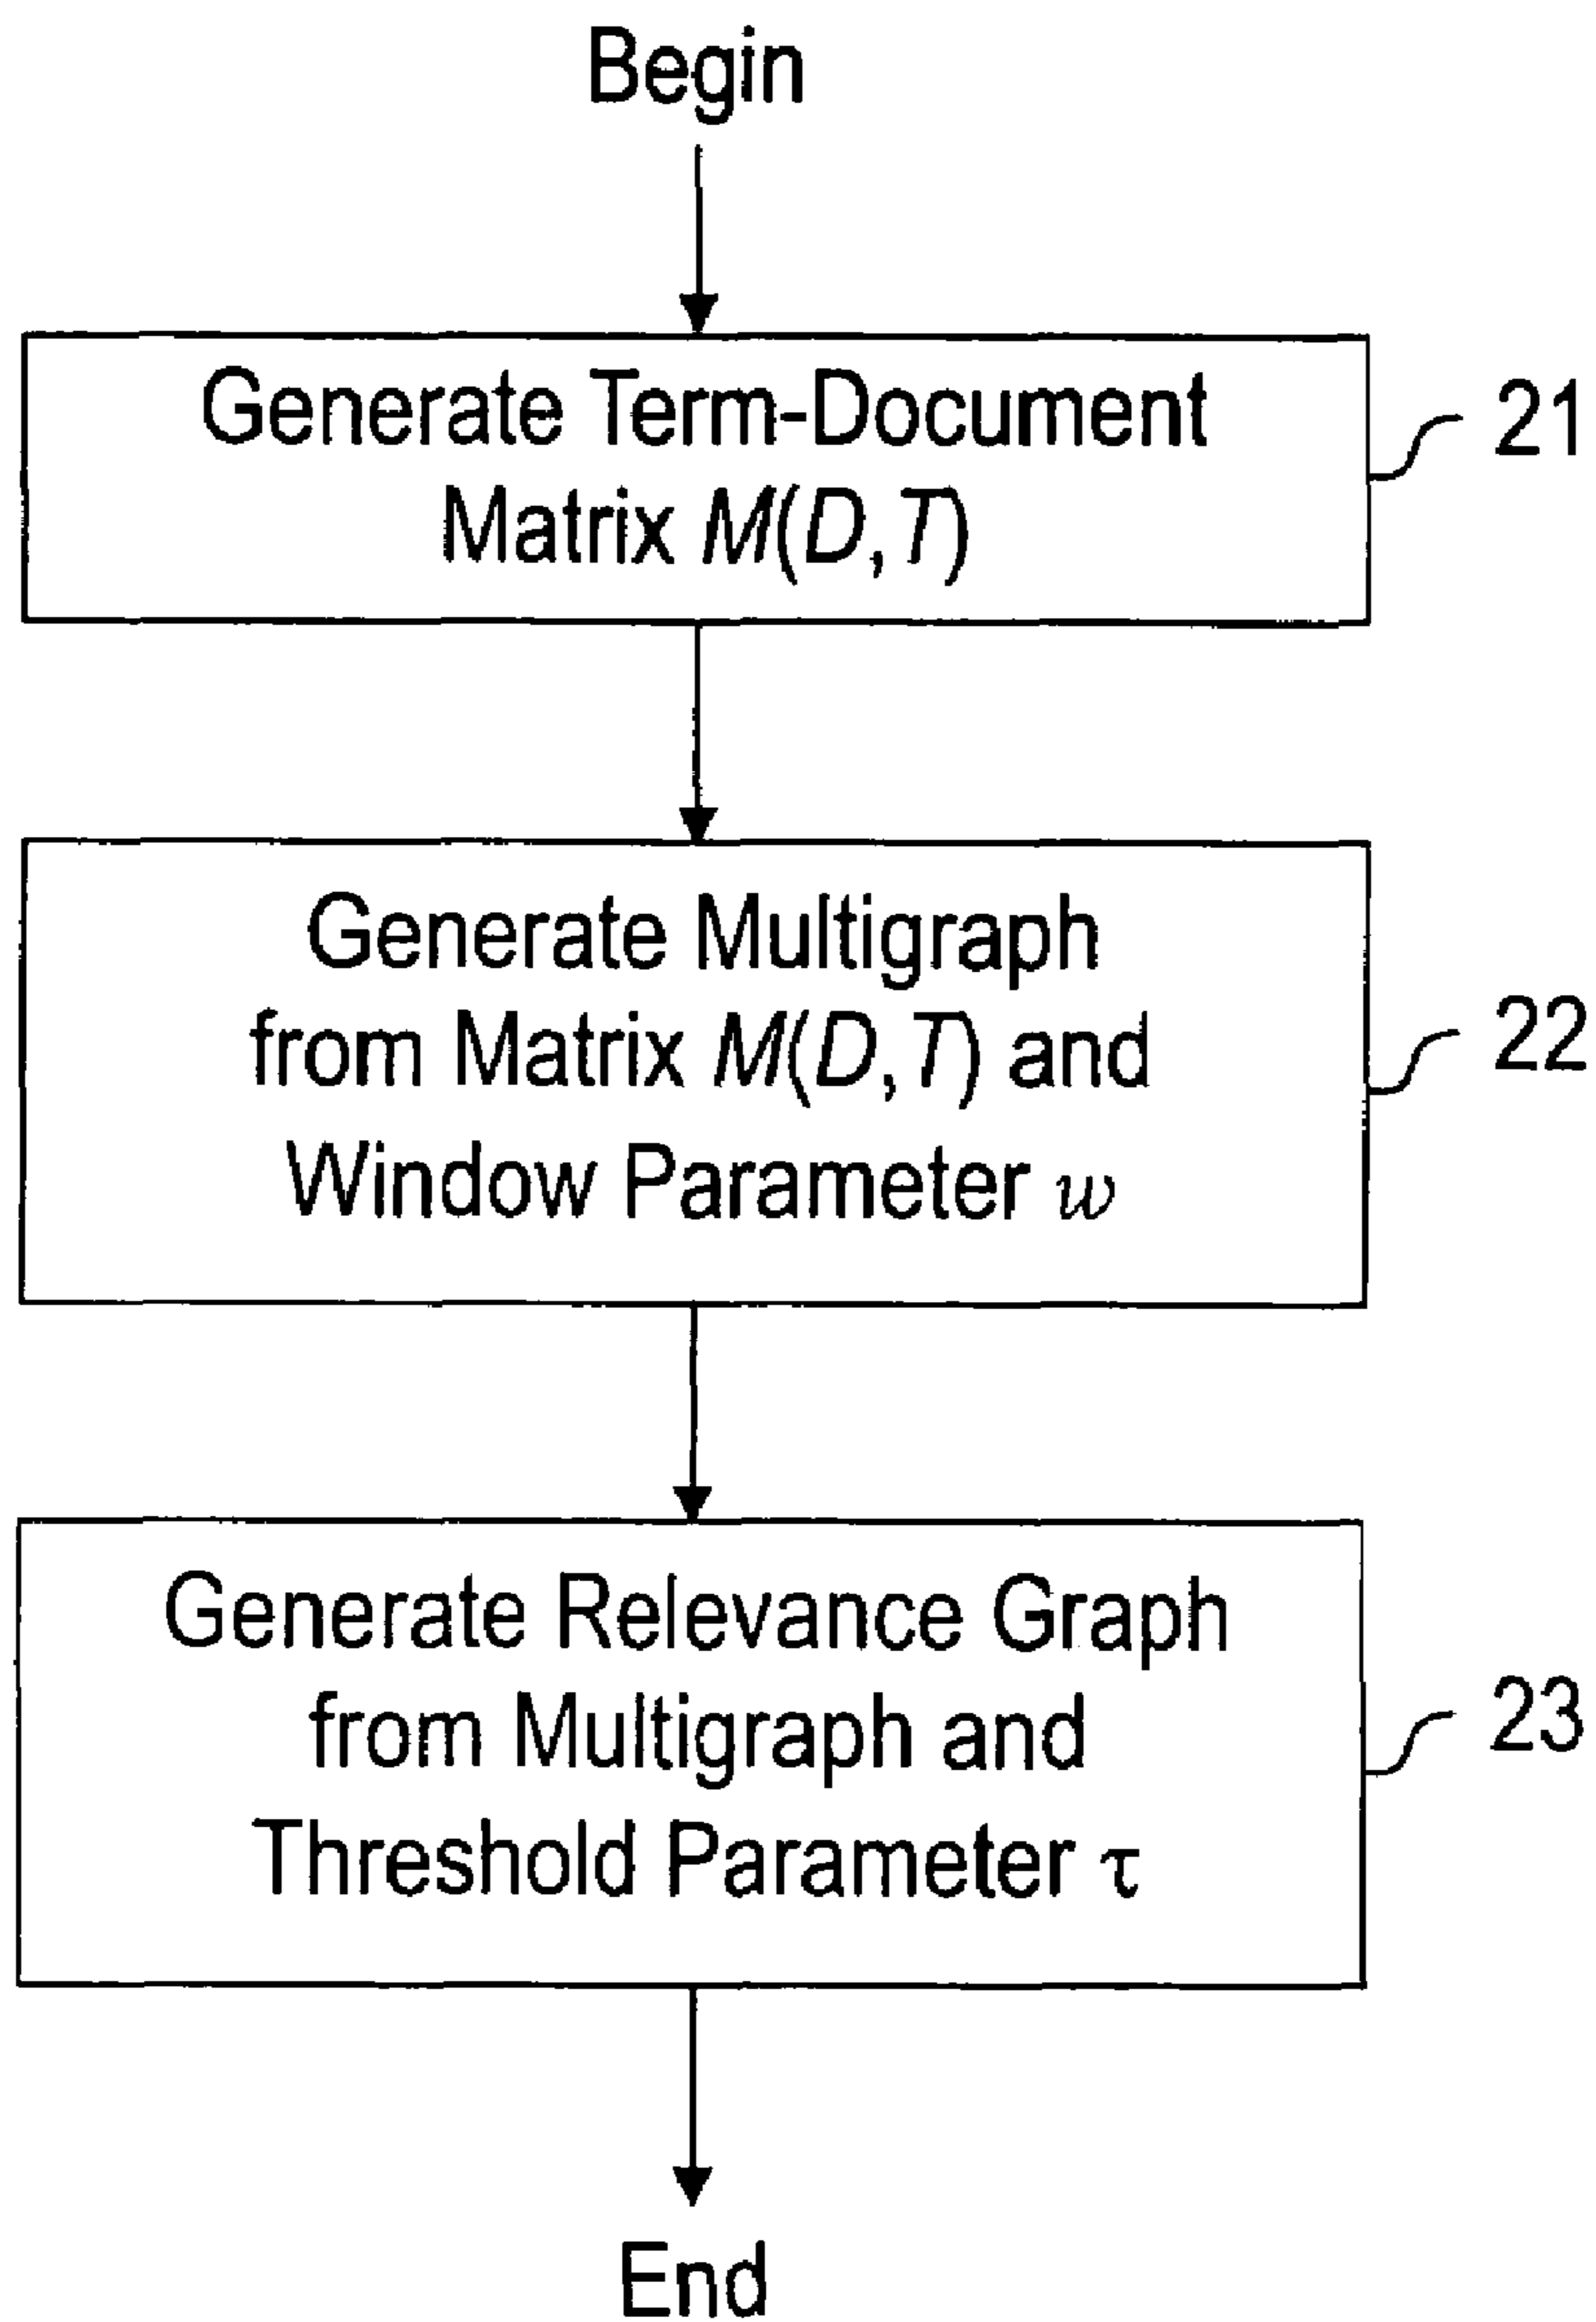 Begin
Generate Term-Document
Matrix M(D,T)
21
Generate Multigraph
from Matrix M(D,T) and
Window Parameter w
22
Generate Relevance Graph
from Multigraph and
Threshold Parameter τ
23
End